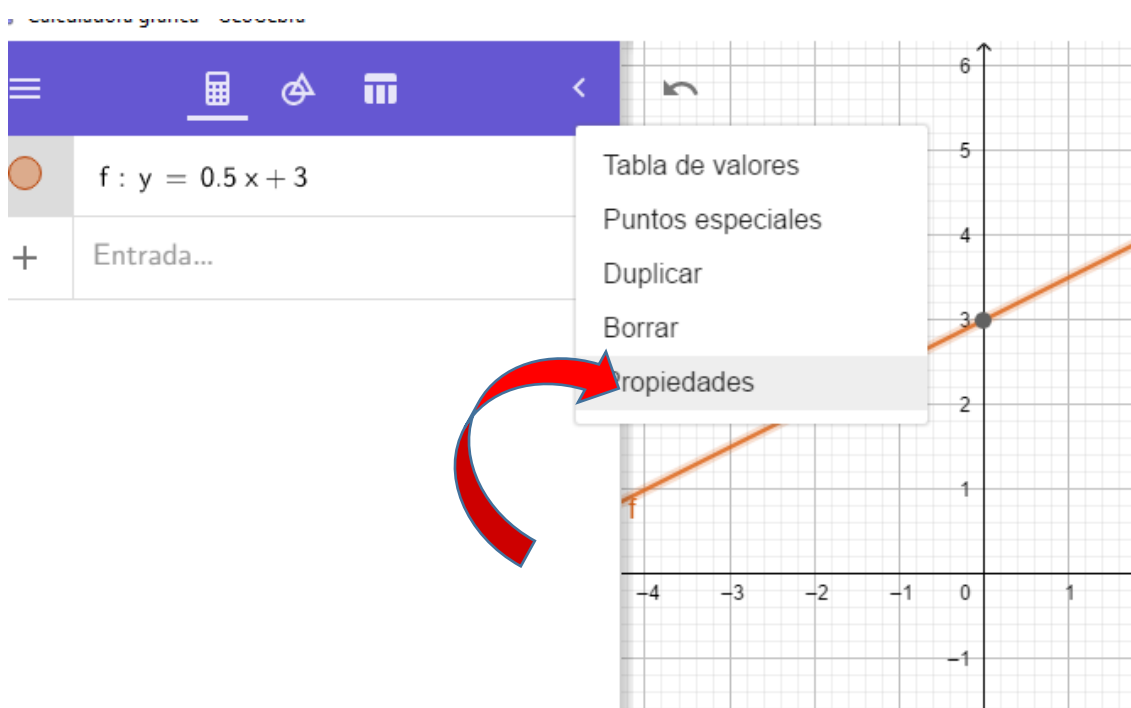 f : y = 0.5 x + 3
Entrada...
Tabla de valores
Puntos especiales
Duplicar
Borrar
Propiedades
6
5
4
3
2
1
f
–4 –3 –2 –1 0 1
–1